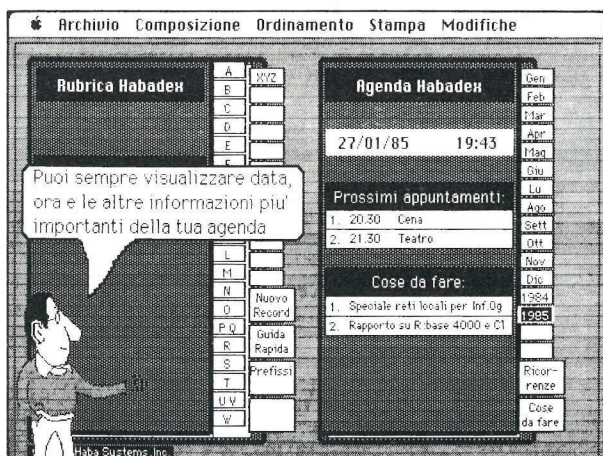 Archivio Composizione Ordinamento Stampa Modifiche
Rubrica Habadex
A
B
C
D
E
F
L
M
N
O
P Q
R
S
T
U V
W
XYZ
Nuovo
Record
Guida
Rapida
Prefissi
Puoi sempre visualizzare data,
ora e le altre informazioni piu'
importanti della tua agenda
Haba Systems, Inc.
Agenda Habadex
27/01/85 19:43
Prossimi appuntamenti:
1. 20.30 Cena
2. 21.30 Teatro
Cose da fare:
1. Speciale reti locali per Inf.Og
2. Rapporto su R:base 4000 e Cl
Gen
Feb
Mar
Apr
Mag
Giu
Lu
Ago
Sett
Ott
Nov
Dic
1984
1985
Ricor-
renze
Cose
da fare